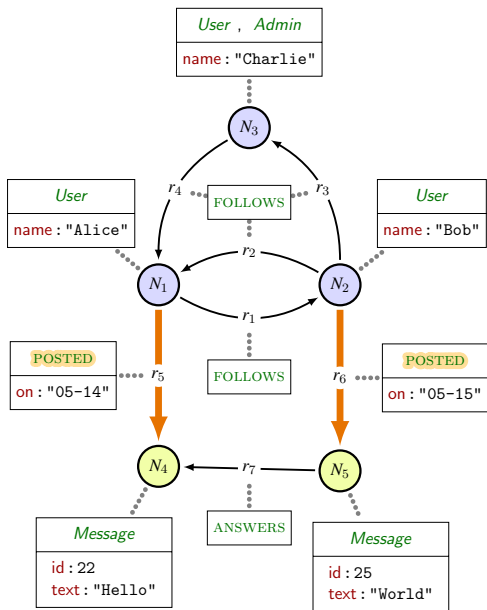 User , Admin
name : "Charlie"
N3
r4
r3
FOLLOWS
User
name : "Alice"
User
name : "Bob"
r2
N1
N2
r1
POSTED
on : "05-14"
r5
FOLLOWS
r6
POSTED
on : "05-15"
N4
r7
N5
ANSWERS
Message
id : 22
text : "Hello"
Message
id : 25
text : "World"